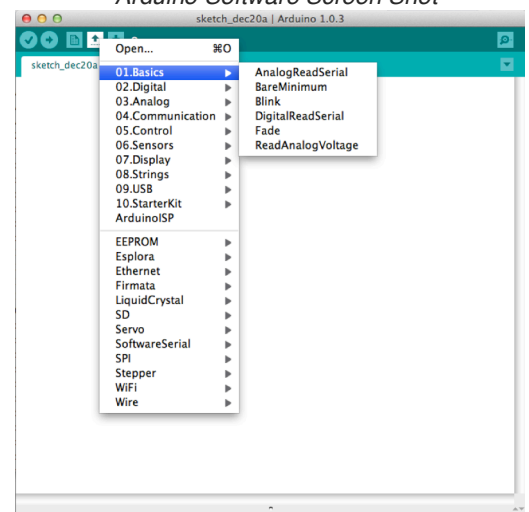 Arduino Software Screen Shot
sketch_dec20a | Arduino 1.0.3
sketch_dec20a
Open... ⌘O
01.Basics
02.Digital
03.Analog
04.Communication
05.Control
06.Sensors
07.Display
08.Strings
09.USB
10.StarterKit
ArduinoISP
EEPROM
Esplora
Ethernet
Firmata
LiquidCrystal
SD
Servo
SoftwareSerial
SPI
Stepper
WiFi
Wire
AnalogReadSerial
BareMinimum
Blink
DigitalReadSerial
Fade
ReadAnalogVoltage